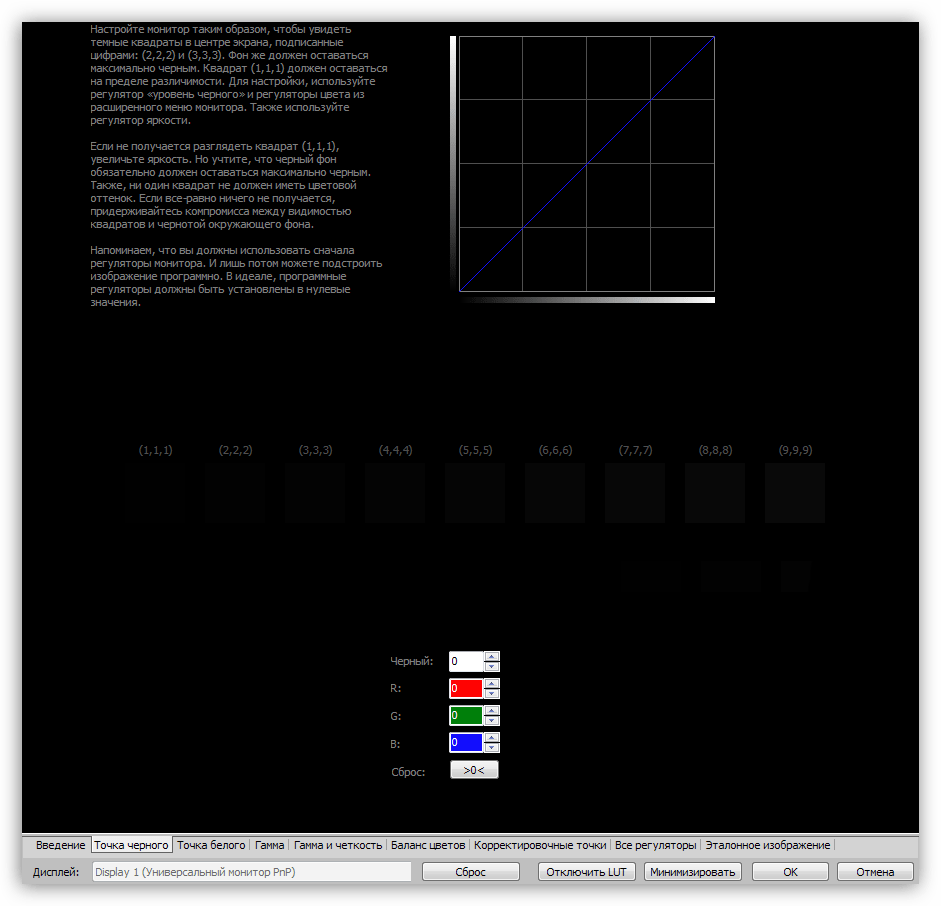 Настройте монитор таким образом, чтобы увидеть
темные квадраты в центре экрана, подписанные
цифрами: (2,2,2) и (3,3,3). Фон же должен оставаться
максимально черным. Квадрат (1,1,1) должен оставаться
на пределе различимости. Для настройки, используйте
регулятор «уровень черного» и регуляторы цвета из
расширенного меню монитора. Также используйте
регулятор яркости.
Если не получается разглядеть квадрат (1,1,1),
увеличьте яркость. Но учтите, что черный фон
обязательно должен оставаться максимально черным.
Также, ни один квадрат не должен иметь цветовой
оттенок. Если все-равно ничего не получается,
придерживайтесь компромисса между видимостью
квадратов и чернотой окружающего фона.
Напоминаем, что вы должны использовать сначала
регуляторы монитора. И лишь потом можете подстроить
изображение программно. В идеале, программные
регуляторы должны быть установлены в нулевые
значения.
(1,1,1) (2,2,2) (3,3,3) (4,4,4) (5,5,5) (6,6,6) (7,7,7) (8,8,8) (9,9,9)
Черный: 0
R: 0
G: 0
B: 0
Сброс: >0<
Введение Точка черного Точка белого Гамма Гамма и четкость Баланс цветов Корректировочные точки Все регуляторы Эталонное изображение
Дисплей: Display 1 (Универсальный монитор PnP) Сброс Отключить LUT Минимизировать OK Отмена